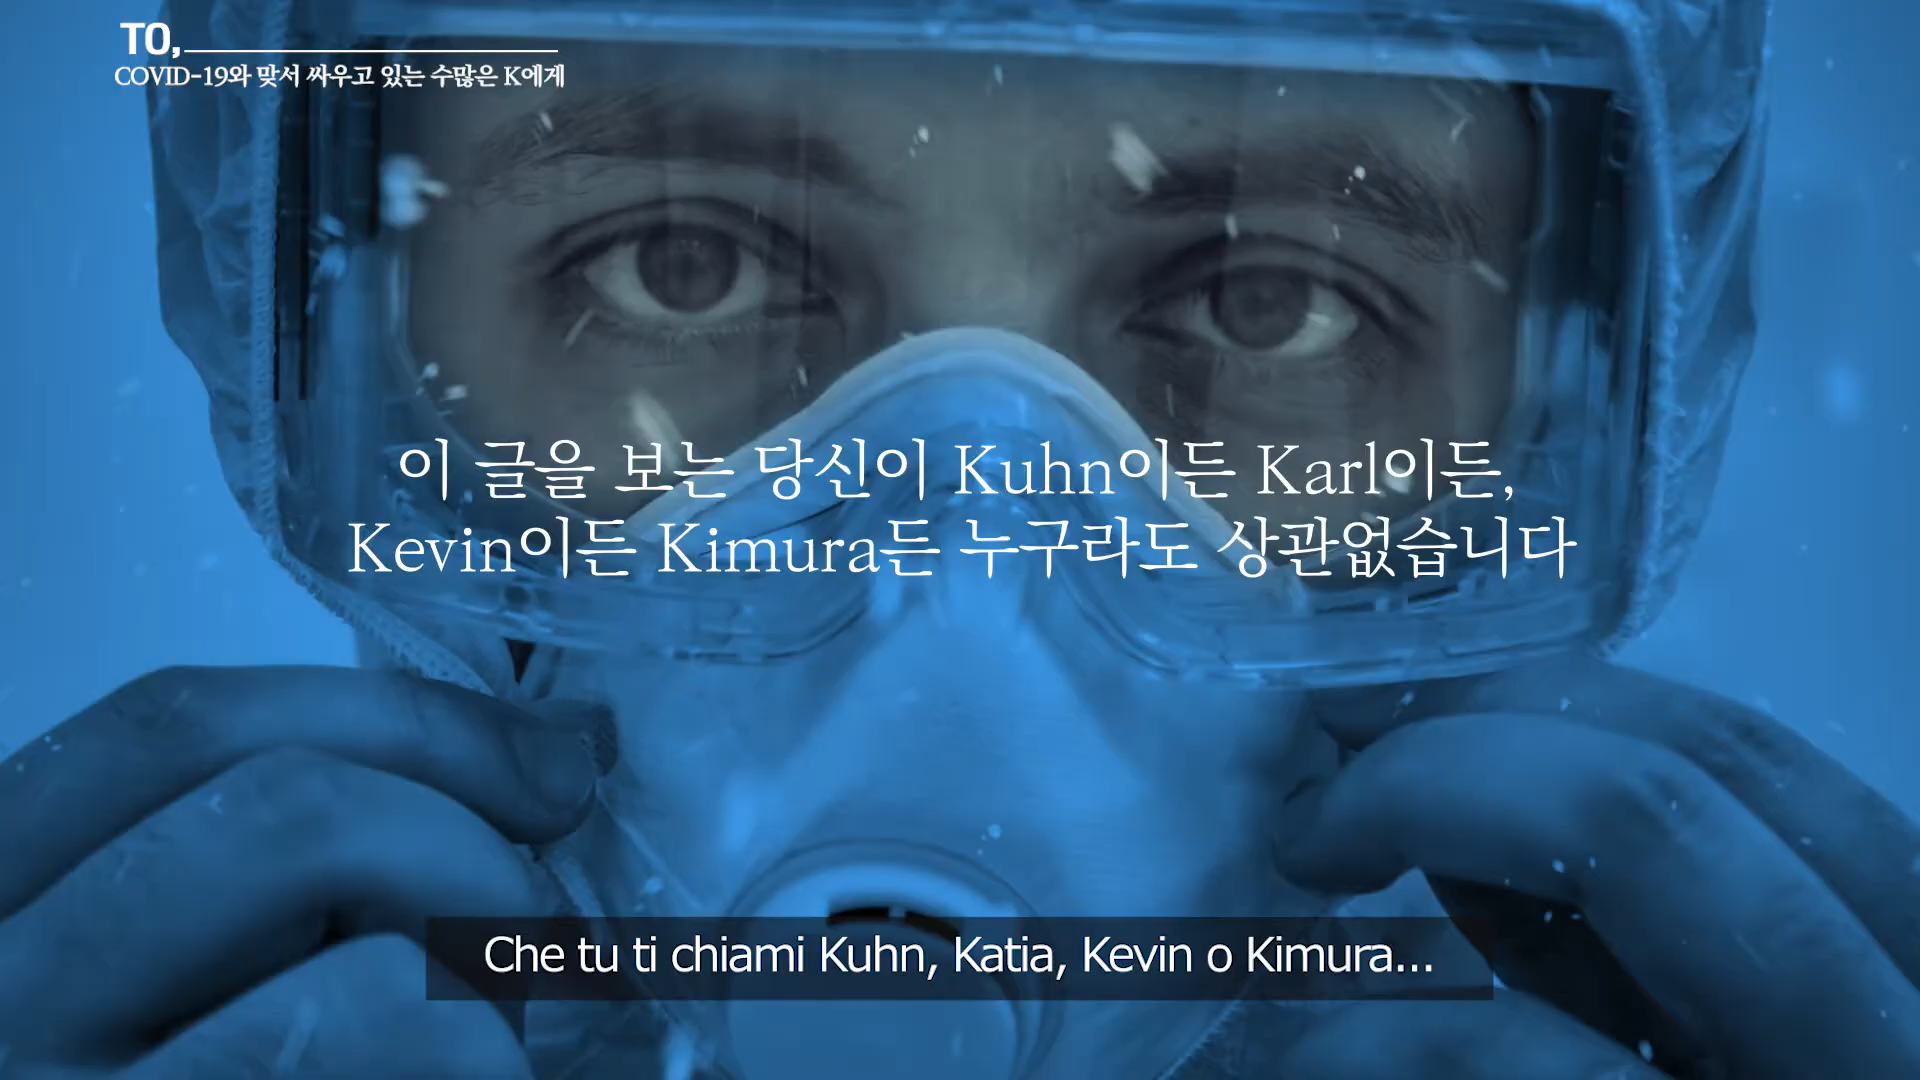 TO,
COVID-19와 맞서 싸우고 있는 수많은 K에게
이 글을 보는 당신이 Kuhn이든 Karl이든,
Kevin이든 Kimura든 누구라도 상관없습니다
Che tu ti chiami Kuhn, Katia, Kevin o Kimura...